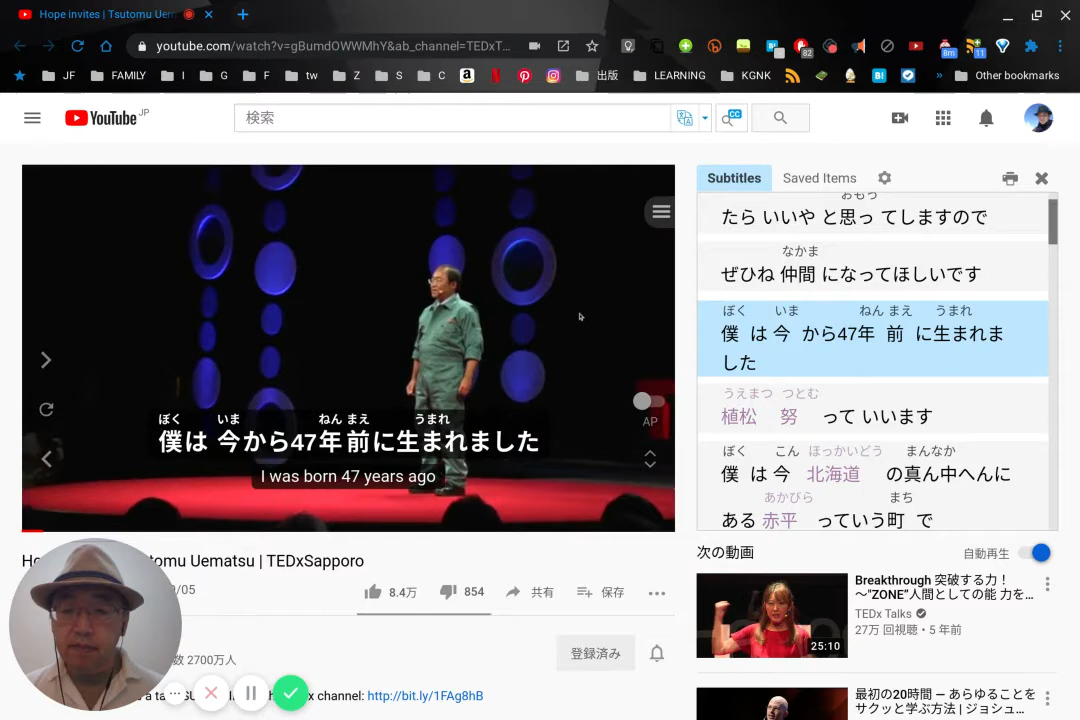 Hope invites | Tsutomu Uem
youtube.com/watch?v=gBumdOWWMhY&ab_channel=TEDxT...
82
8m
11
JF
FAMILY
I
G
F
tw
Z
S
C
a
出版
LEARNING
KGNK
B!
»
Other bookmarks
YouTube JP
検索
CC
Subtitles
Saved Items
おもう
たら いいや と思っ てしますので
なかま
ぜひね 仲間 になってほしいです
ぼく いま ねん まえ うまれ
僕 は 今 から47年 前 に生まれま
した
うえまつ つとむ
植松 努 って いいます
ぼく こん ほっかいどう まんなか
僕 は 今 北海道 の真ん中へんに
あかびら まち
ある 赤平 っていう町 で
AP
ぼく いま ねん まえ うまれ
僕は 今から47年 前に生まれました
I was born 47 years ago
tomu Uematsu | TEDxSapporo
/05
8.4万
854
共有
保存
数 2700万人
登録済み
x channel: http://bit.ly/1FAg8hB
次の動画
自動再生
25:10
Breakthrough 突破する力！
〜"ZONE"人間としての能 力を...
TEDx Talks
27万 回視聴・5 年前
最初の20時間 — あらゆることを
サクッと学ぶ方法 | ジョシュ...